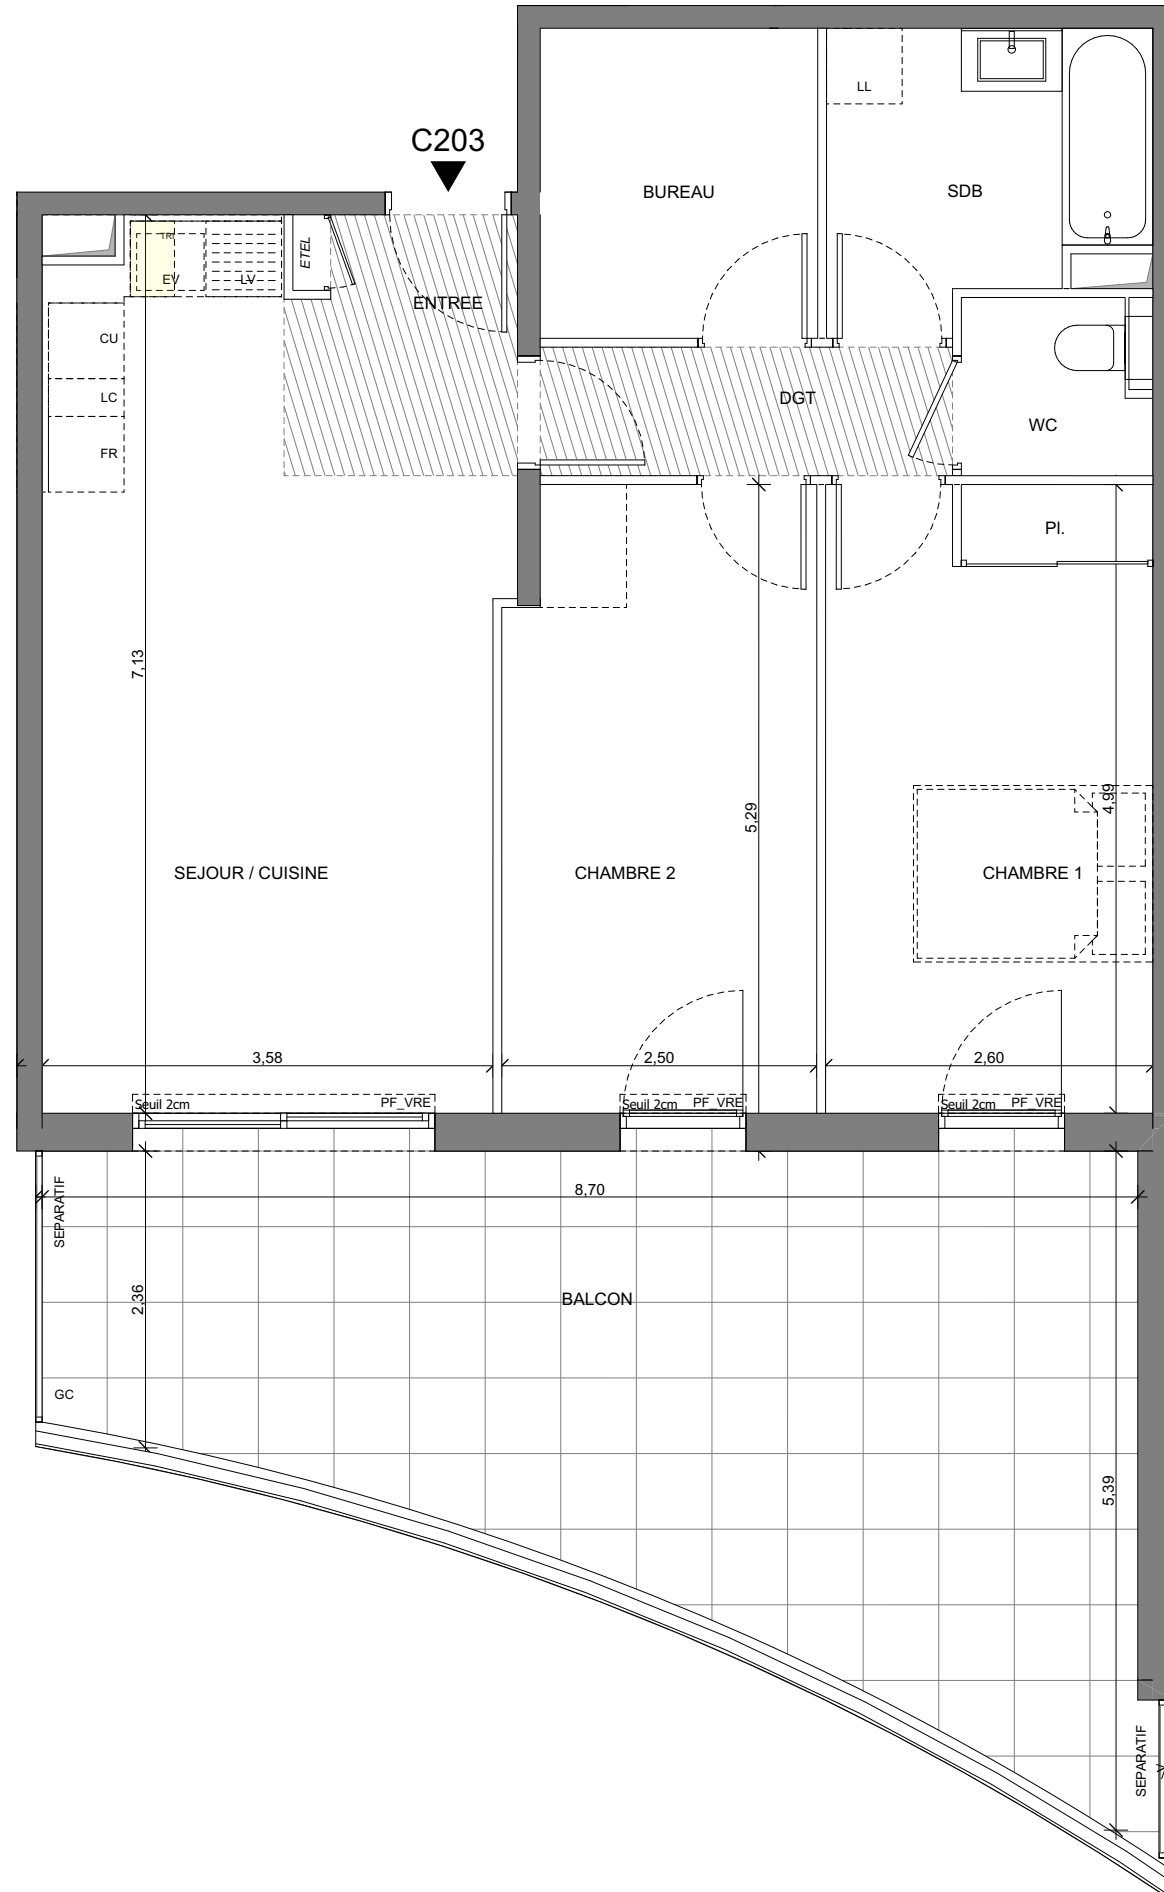 C203
LL
BUREAU
SDB
TRI
EV
LV
ETEL
ENTREE
CU
LC
FR
DGT
WC
Pl.
7,13
5,29
4,99
SEJOUR / CUISINE
CHAMBRE 2
CHAMBRE 1
3,58
2,50
2,60
Seuil 2cm
PF_VRE
Seuil 2cm
PF_VRE
Seuil 2cm
PF_VRE
SEPARATIF
8,70
2,36
BALCON
GC
5,39
SEPARATIF